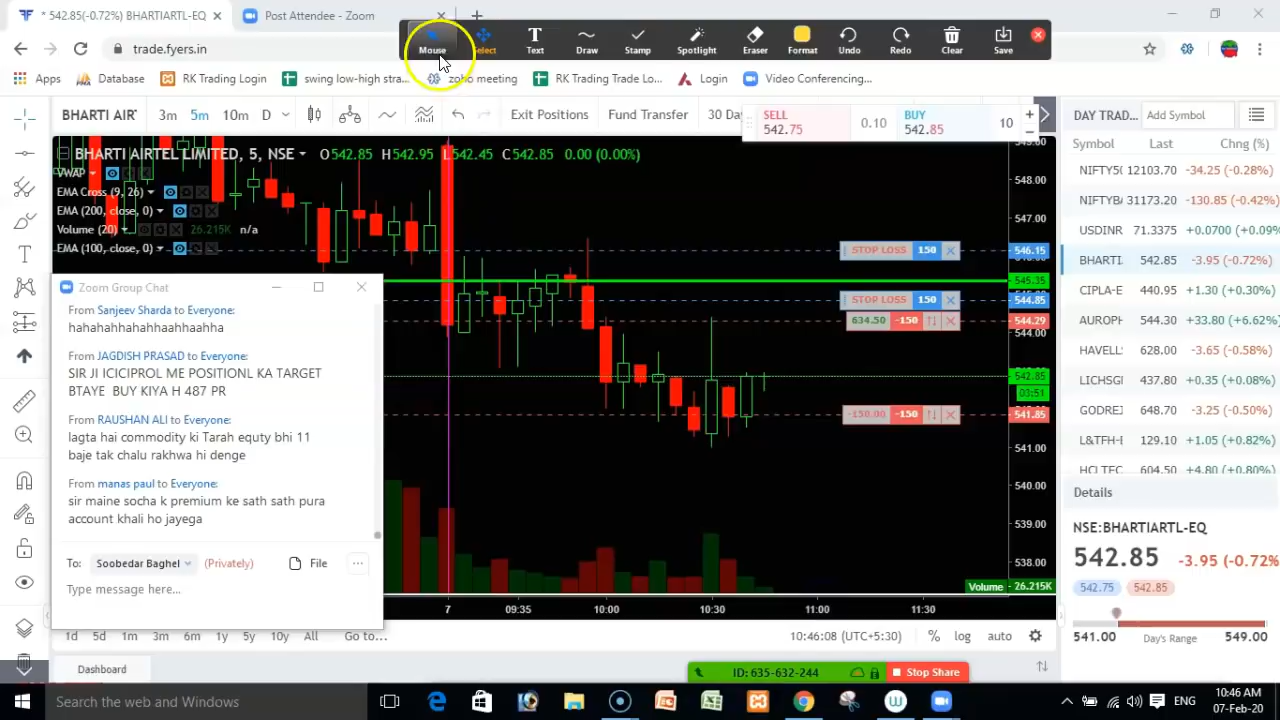 * 542.85(-0.72%) BHARTIARTL-EQ
Post Attendee - Zoom
trade.fyers.in
Mouse
Select
Text
Draw
Stamp
Spotlight
Eraser
Format
Undo
Redo
Clear
Save
Apps
Database
RK Trading Login
swing low-high stra...
zoho meeting
RK Trading Trade Lo...
Login
Video Conferencing...
BHARTI AIR
3m
5m
10m
D
Exit Positions
Fund Transfer
30 Day
SELL
542.75
0.10
BUY
542.85
10
DAY TRAD...
Add Symbol
BHARTI AIRTEL LIMITED, 5, NSE
O542.85 H542.95 L542.45 C542.85 0.00 (0.00%)
VWAP
EMA Cross (9, 26)
EMA (200, close, 0)
Volume (20) 26.215K n/a
EMA (100, close, 0)
STOP LOSS 150
STOP LOSS 150
634.50 -150
-150.00 -150
549.00
548.00
547.00
546.15
545.35
544.85
544.29
544.00
542.85
03:51
541.85
541.00
540.00
539.00
538.00
Volume 26.215K
7
09:35
10:00
10:30
11:00
11:30
Symbol Last Chng (%)
12103.70 -34.25 (-0.28%)
31173.20 -130.85 (-0.42%)
USDINR 71.3375 +0.0700 (+0.09%
542.85 -3.95 (-0.72%)
CIPLA-E +1.30 (+0.30%)
AUROPH 544.30 +33.80 (+6.62%)
HAVELL 628.00 -3.65 (-0.58%)
LICHSG 437.80 +0.35 (+0.08%)
GODREJ 648.70 -3.25 (-0.50%)
L&TFH-E 129.10 +1.05 (+0.82%)
HCLTEC 604.50 +4.80 (+0.80%)
Details
NSE:BHARTIARTL-EQ
542.85 -3.95 (-0.72%
542.75 542.85
541.00 Day's Range 549.00
Zoom Group Chat
From Sanjeev Sharda to Everyone:
hahahahhahahhaahhaahha
From JAGDISH PRASAD to Everyone:
SIR JI ICICIPROL ME POSITIONL KA TARGET
BTAYE BUY KIYA H 487 PR
From RAUSHAN ALI to Everyone:
lagta hai commodity ki Tarah equty bhi 11
baje tak chalu rakhwa hi denge
From manas paul to Everyone:
sir maine socha k premium ke sath sath pura
account khali ho jayega
To: Soobedar Baghel (Privately) File
Type message here...
1d 5d 1m 3m 6m 1y 5y 10y All Go to...
10:46:08 (UTC+5:30) % log auto
Dashboard
ID: 635-632-244
Stop Share
Search the web and Windows
ENG
10:46 AM
07-Feb-20